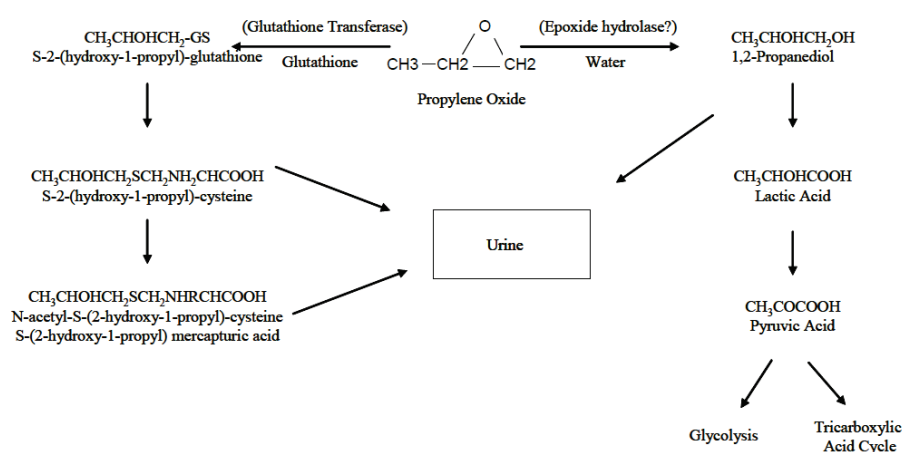 CH₃CHOHCH₂-GS
S-2-(hydroxy-1-propyl)-glutathione
(Glutathione Transferase)
Glutathione
O
CH3 CH2 CH2
Propylene Oxide
(Epoxide hydrolase?)
Water
CH₃CHOHCH₂OH
1,2-Propanediol
CH₃CHOHCH₂SCH₂NH₂CHCOOH
S-2-(hydroxy-1-propyl)-cysteine
CH₃CHOHCOOH
Lactic Acid
Urine
CH₃CHOHCH₂SCH₂NHRCHCOOH
N-acetyl-S-(2-hydroxy-1-propyl)-cysteine
S-(2-hydroxy-1-propyl) mercapturic acid
CH₃COCOOH
Pyruvic Acid
Glycolysis
Tricarboxylic
Acid Cycle